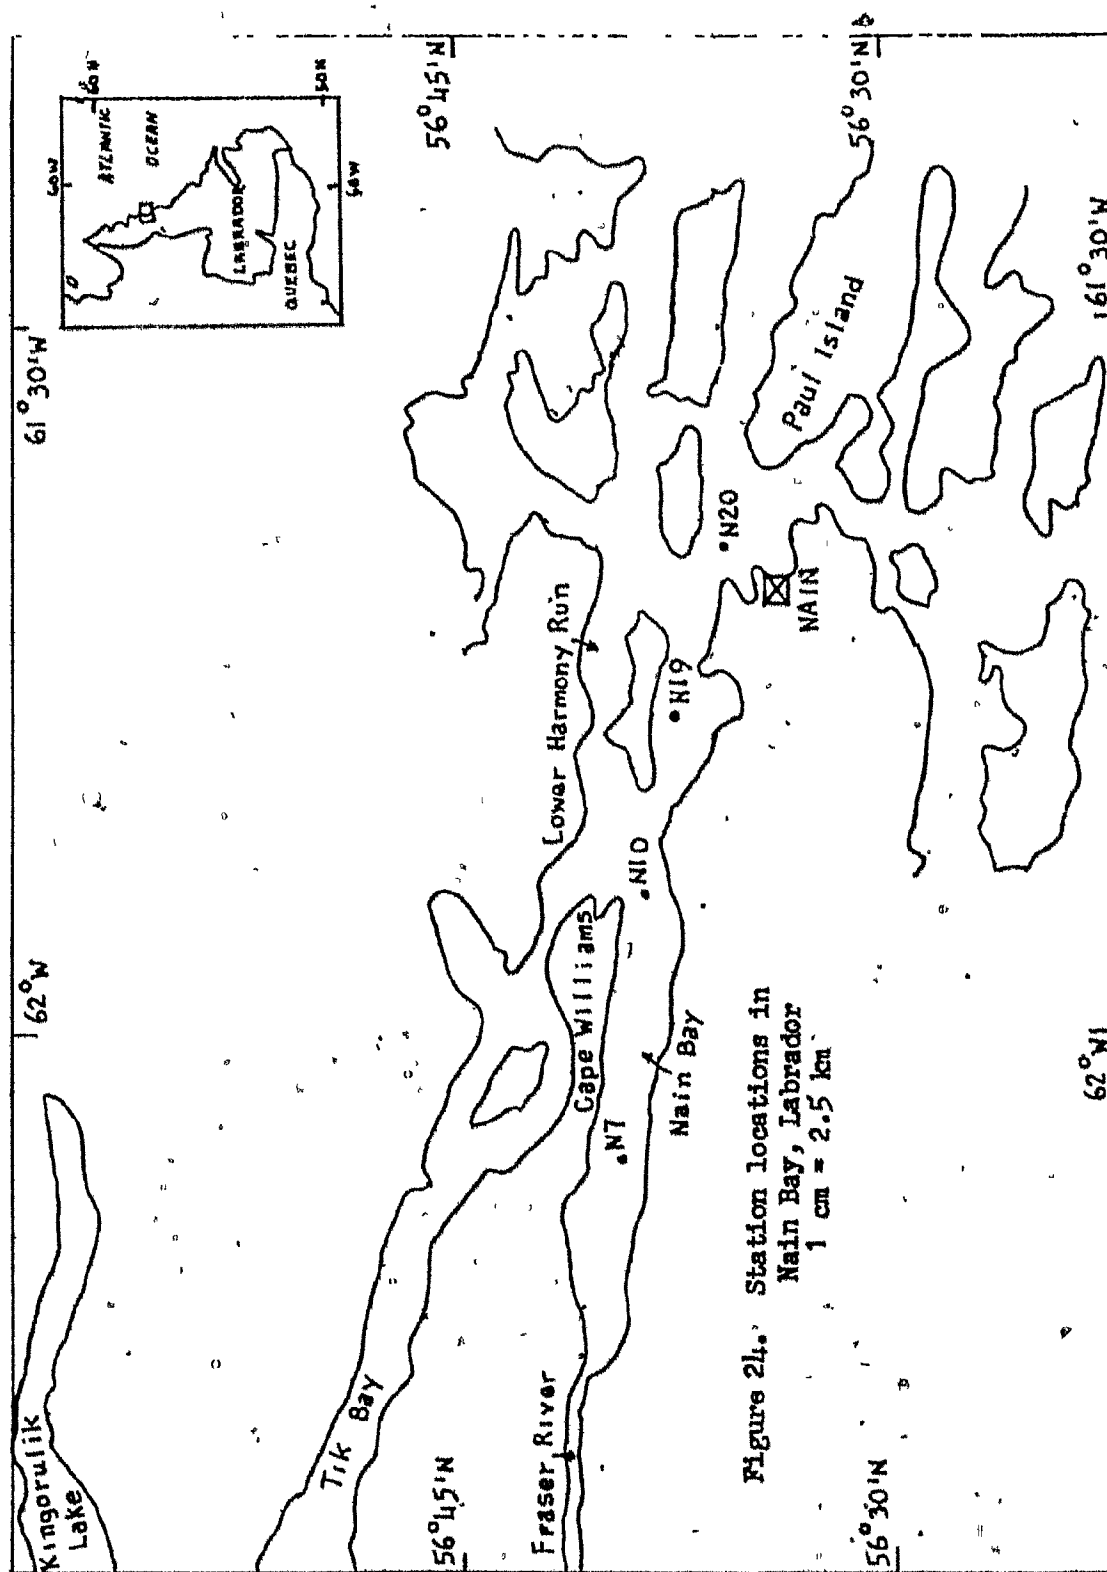 61°30'W
62°W
60W
60N
ATLANTIC
OCEAN
LABRADOR
QUEBEC
50N
60W
56°45'N
56°30'N
Kingorulik
Lake
Tik Bay
Fraser River
Lower Harmony Run
Cape Williams
Nain Bay
Paul Island
NAIN
N7
N10
N19
N20
56°45'N
56°30'N
62°W
61°30'W
Figure 24. Station locations in
Nain Bay, Labrador
1 cm = 2.5 km